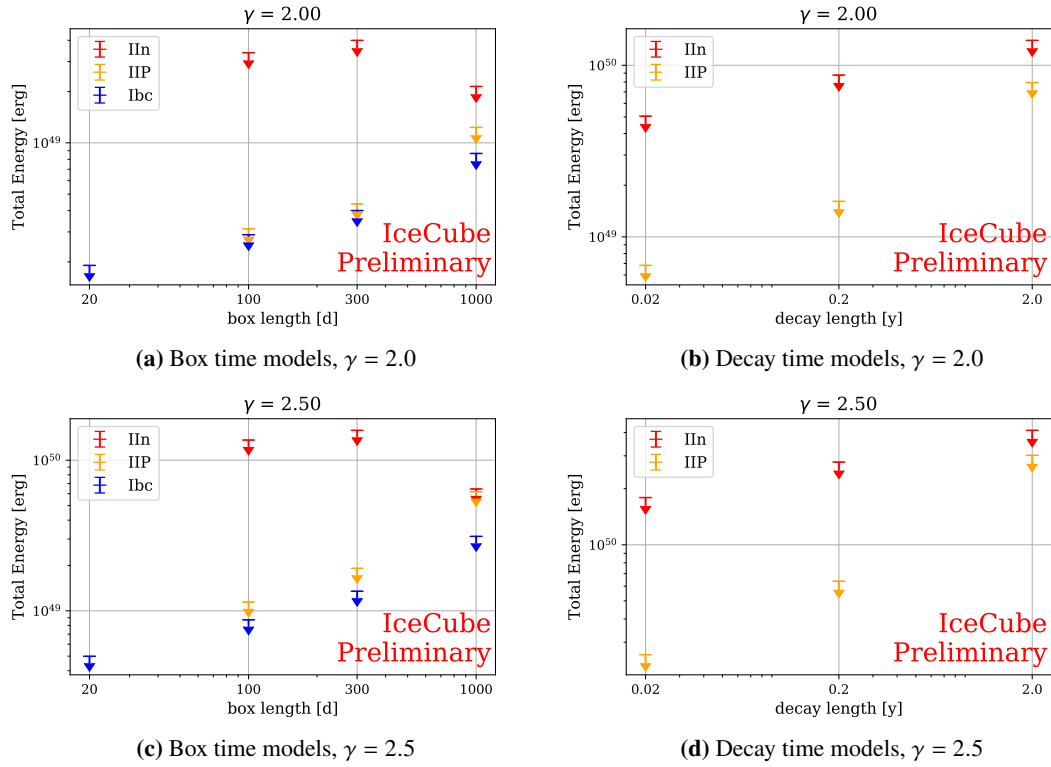 γ = 2.00
Total Energy [erg]
10^49
IIn
IIP
Ibc
IceCube
Preliminary
20
100
300
1000
box length [d]
(a) Box time models, γ = 2.0
γ = 2.00
Total Energy [erg]
10^50
10^49
IIn
IIP
IceCube
Preliminary
0.02
0.2
2.0
decay length [y]
(b) Decay time models, γ = 2.0
γ = 2.50
Total Energy [erg]
10^50
10^49
IIn
IIP
Ibc
IceCube
Preliminary
20
100
300
1000
box length [d]
(c) Box time models, γ = 2.5
γ = 2.50
Total Energy [erg]
10^50
IIn
IIP
IceCube
Preliminary
0.02
0.2
2.0
decay length [y]
(d) Decay time models, γ = 2.5